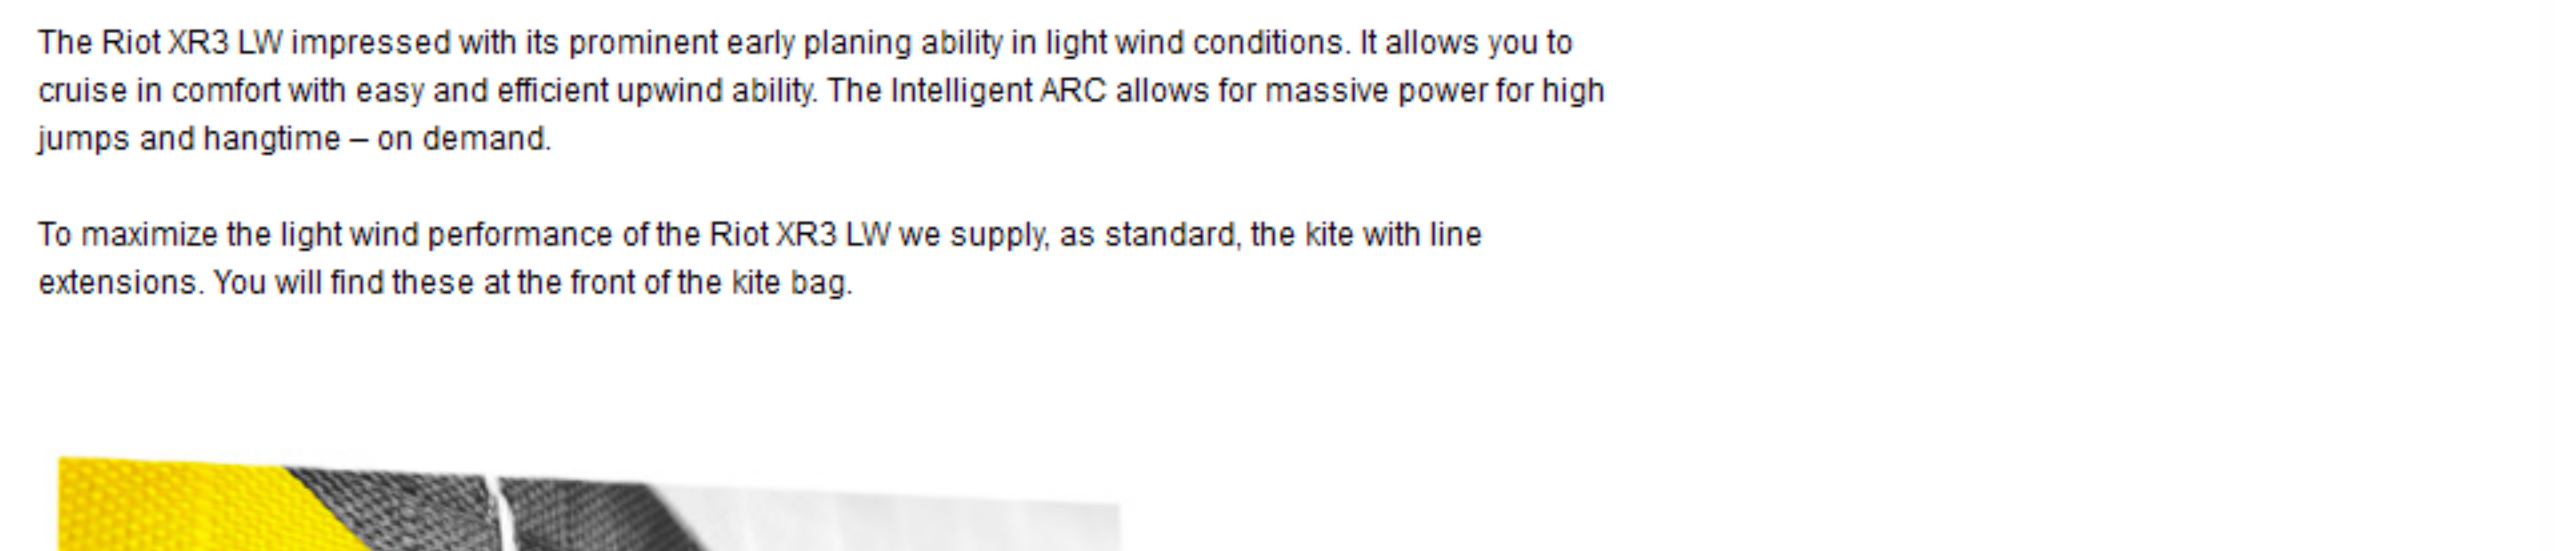 The Riot XR3 LW impressed with its prominent early planing ability in light wind conditions. It allows you to
cruise in comfort with easy and efficient upwind ability. The Intelligent ARC allows for massive power for high
jumps and hangtime – on demand.
To maximize the light wind performance of the Riot XR3 LW we supply, as standard, the kite with line
extensions. You will find these at the front of the kite bag.